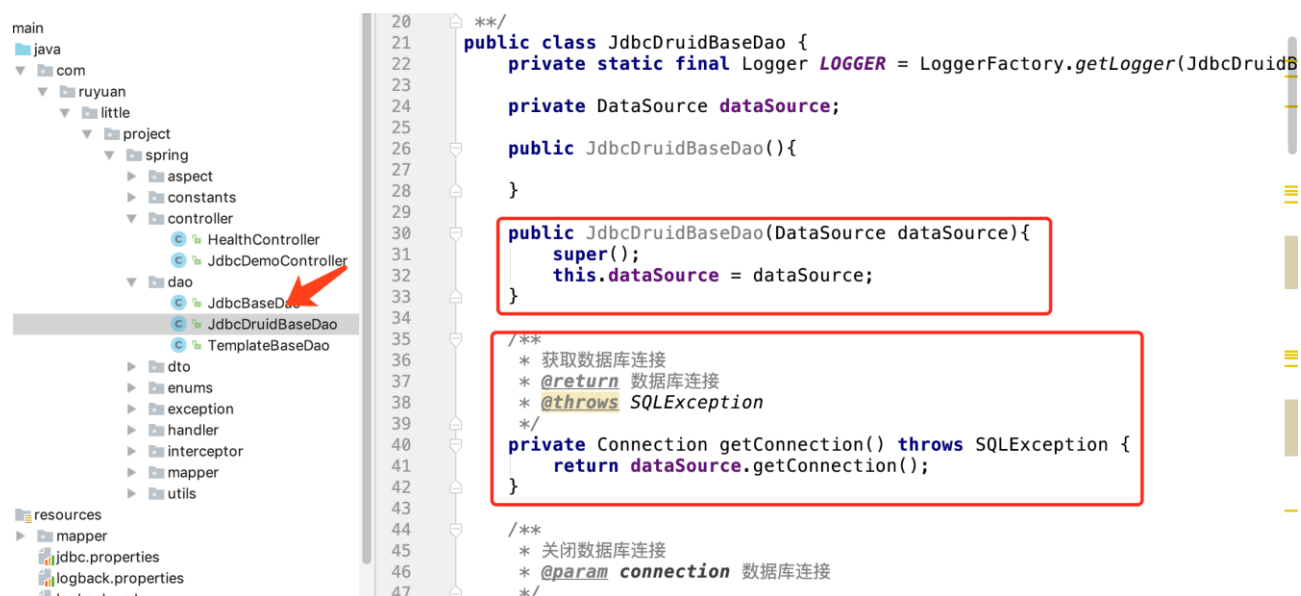 main
java
com
ruyuan
little
project
spring
aspect
constants
controller
HealthController
JdbcDemoController
dao
JdbcBaseDao
JdbcDruidBaseDao
TemplateBaseDao
dto
enums
exception
handler
interceptor
mapper
utils
resources
mapper
jdbc.properties
logback.properties
20 **/
21 public class JdbcDruidBaseDao {
22 private static final Logger LOGGER = LoggerFactory.getLogger(JdbcDruidB
23
24 private DataSource dataSource;
25
26 public JdbcDruidBaseDao(){
27
28 }
29
30 public JdbcDruidBaseDao(DataSource dataSource){
31 super();
32 this.dataSource = dataSource;
33 }
34
35 /**
36 * 获取数据库连接
37 * @return 数据库连接
38 * @throws SQLException
39 */
40 private Connection getConnection() throws SQLException {
41 return dataSource.getConnection();
42 }
43
44 /**
45 * 关闭数据库连接
46 * @param connection 数据库连接
47 */